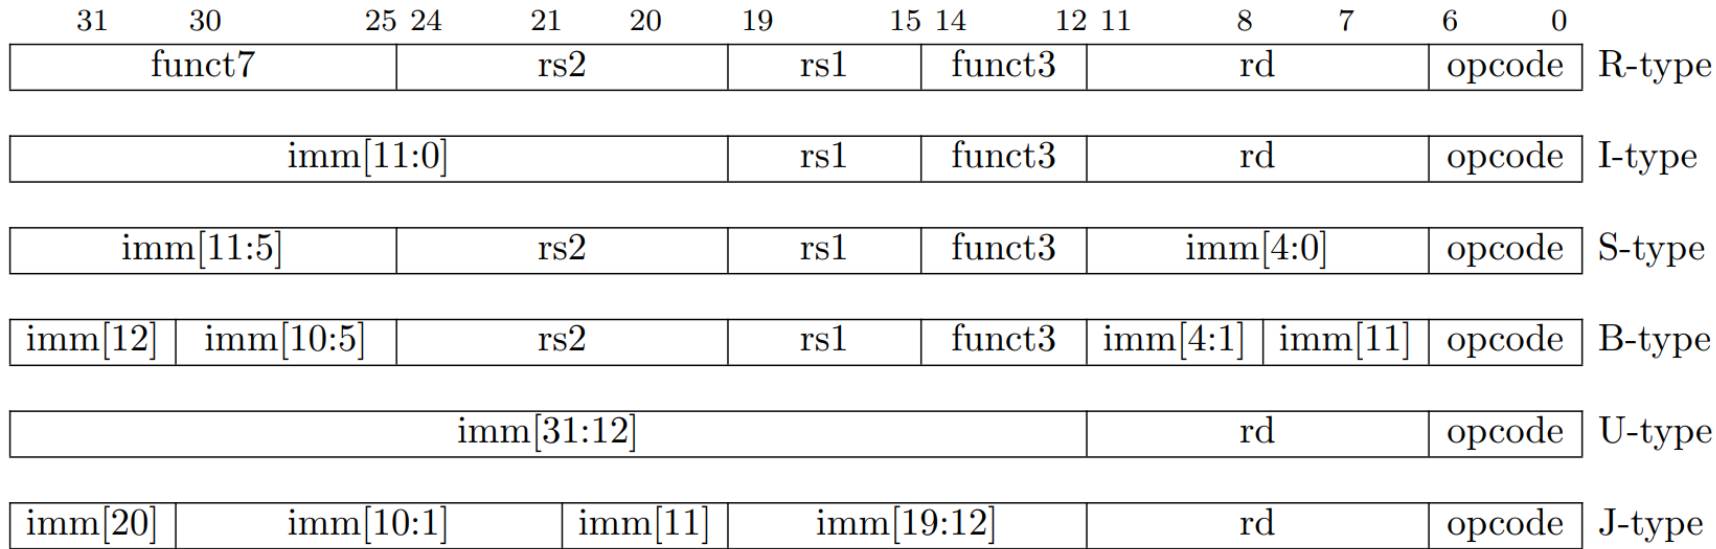 31 30 25 24 21 20 19 15 14 12 11 8 7 6 0
funct7 rs2 rs1 funct3 rd opcode R-type
imm[11:0] rs1 funct3 rd opcode I-type
imm[11:5] rs2 rs1 funct3 imm[4:0] opcode S-type
imm[12] imm[10:5] rs2 rs1 funct3 imm[4:1] imm[11] opcode B-type
imm[31:12] rd opcode U-type
imm[20] imm[10:1] imm[11] imm[19:12] rd opcode J-type